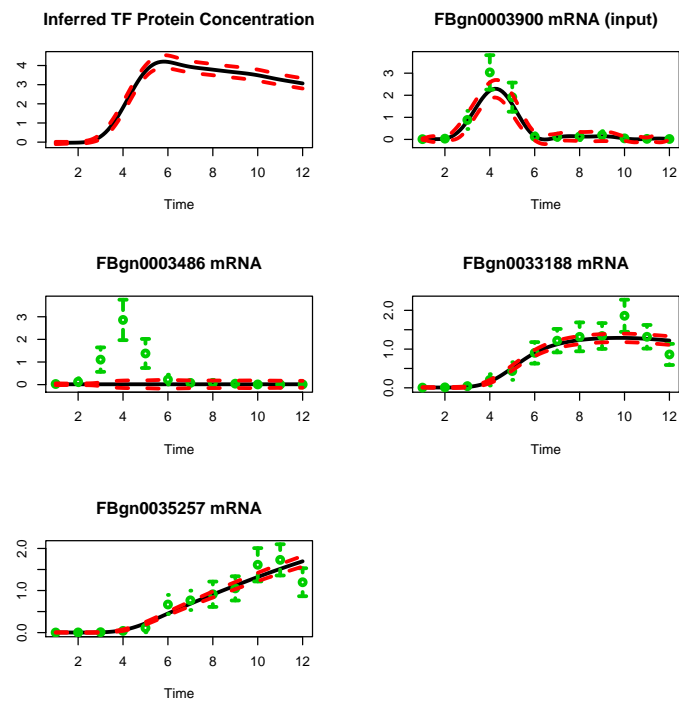 Inferred TF Protein Concentration
4
3
2
1
0
2 4 6 8 10 12
Time
FBgn0003900 mRNA (input)
3
2
1
0
2 4 6 8 10 12
Time
FBgn0003486 mRNA
3
2
1
0
2 4 6 8 10 12
Time
FBgn0033188 mRNA
2.0
1.0
0.0
2 4 6 8 10 12
Time
FBgn0035257 mRNA
2.0
1.0
0.0
2 4 6 8 10 12
Time